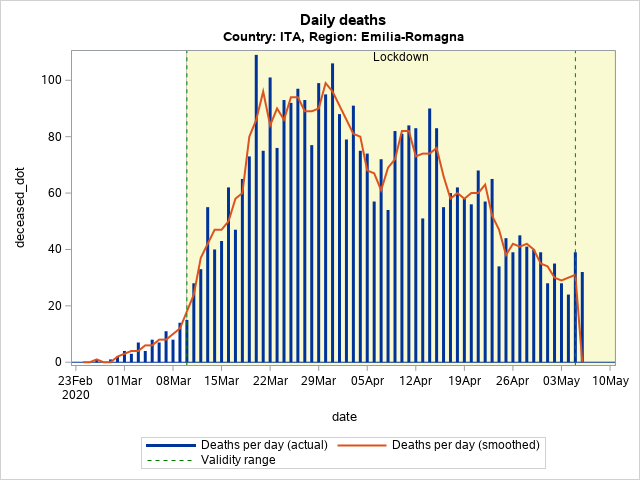 Daily deaths
Country: ITA, Region: Emilia-Romagna
Lockdown
deceased_dot
100
80
60
40
20
0
23Feb 01Mar 08Mar 15Mar 22Mar 29Mar 05Apr 12Apr 19Apr 26Apr 03May 10May
2020
date
Deaths per day (actual) Deaths per day (smoothed)
Validity range